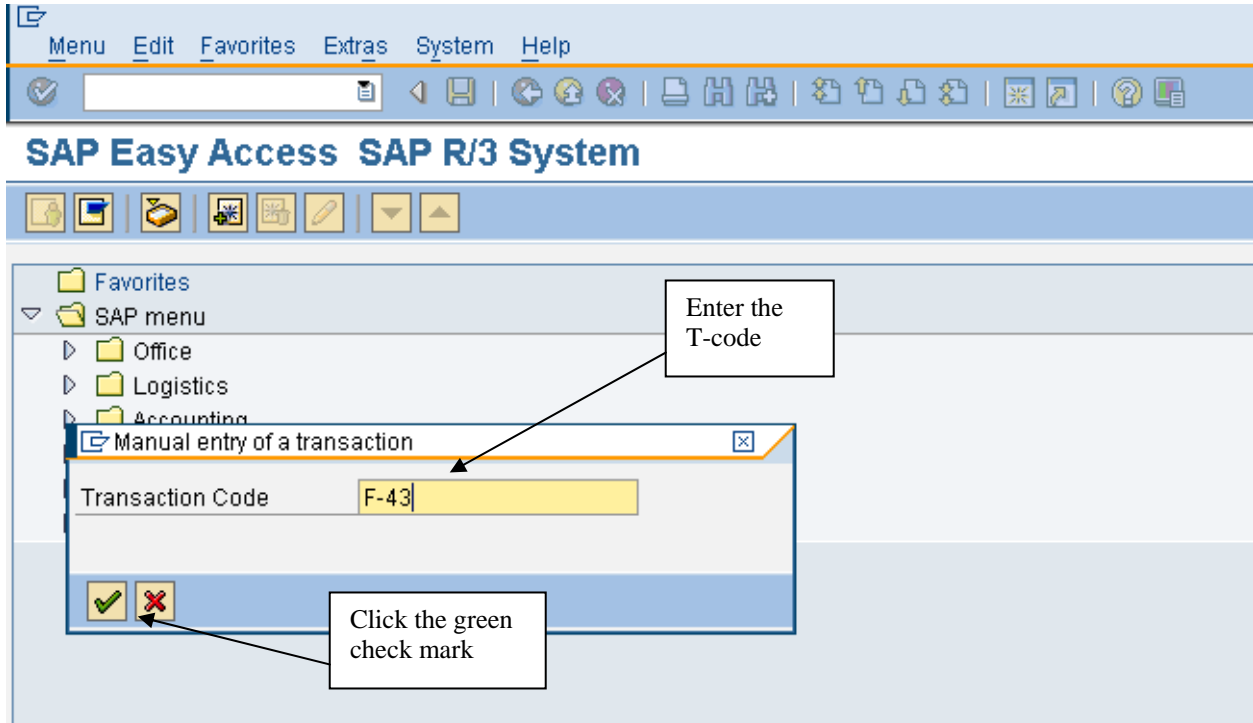 Menu Edit Favorites Extras System Help
SAP Easy Access SAP R/3 System
Favorites
SAP menu
Office
Logistics
Accounting
Enter the
T-code
Manual entry of a transaction
Transaction Code F-43
Click the green
check mark